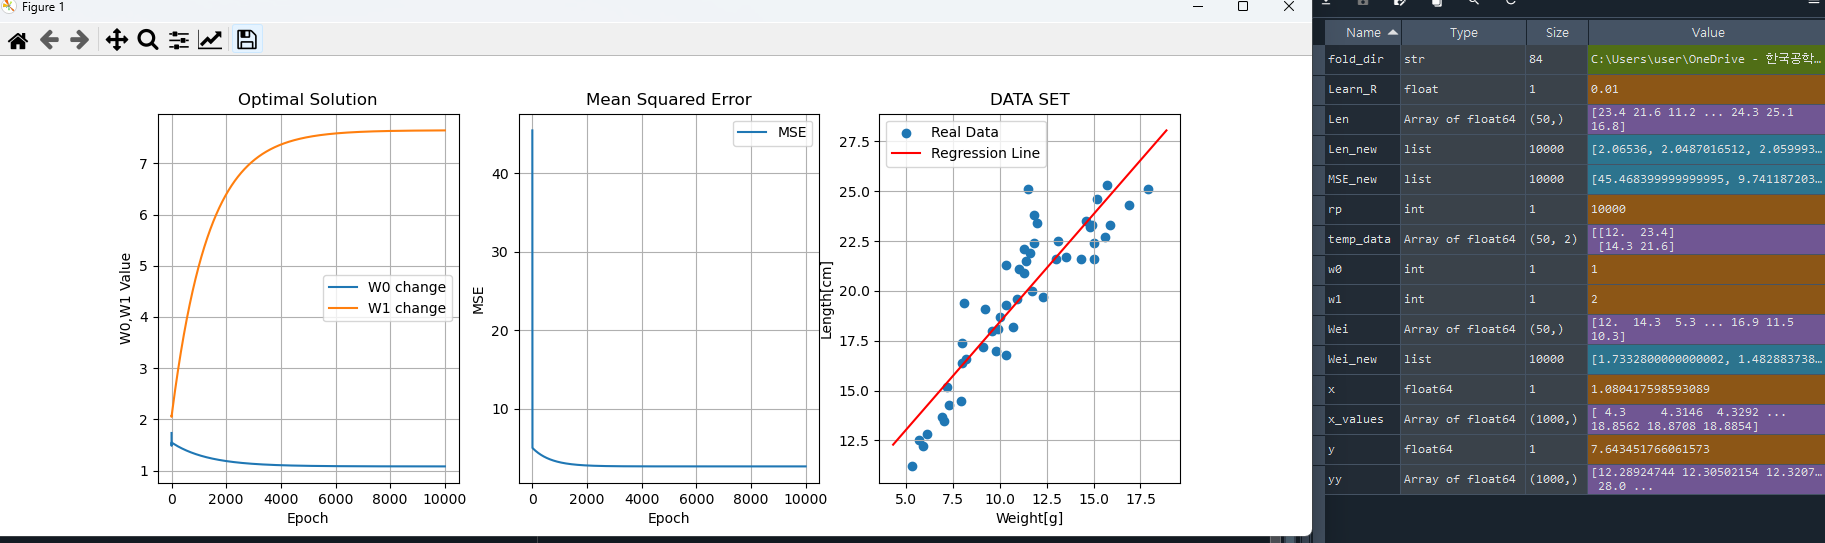 Figure 1
Optimal Solution
W0,W1 Value
7
6
5
4
3
2
1
W0 change
W1 change
0 2000 4000 6000 8000 10000
Epoch
Mean Squared Error
MSE
MSE
40
30
20
10
0 2000 4000 6000 8000 10000
Epoch
DATA SET
Real Data
Regression Line
Length[cm]
27.5
25.0
22.5
20.0
17.5
15.0
12.5
5.0 7.5 10.0 12.5 15.0 17.5
Weight[g]
Name Type Size Value
fold_dir str 84 C:\Users\user\OneDrive - 한국공학…
Learn_R float 1 0.01
Len Array of float64 (50,) [23.4 21.6 11.2 ... 24.3 25.1
16.8]
Len_new list 10000 [2.06536, 2.0487016512, 2.059993…
MSE_new list 10000 [45.468399999999995, 9.741187203…
rp int 1 10000
temp_data Array of float64 (50, 2) [[12. 23.4]
[14.3 21.6]
w0 int 1 1
w1 int 1 2
Wei Array of float64 (50,) [12. 14.3 5.3 ... 16.9 11.5
10.3]
Wei_new list 10000 [1.7332800000000002, 1.482883738…
x float64 1 1.080417598593089
x_values Array of float64 (1000,) [ 4.3 4.3146 4.3292 ...
18.8562 18.8708 18.8854]
y float64 1 7.643451766061573
yy Array of float64 (1000,) [12.28924744 12.30502154 12.3207…
28.0 ...